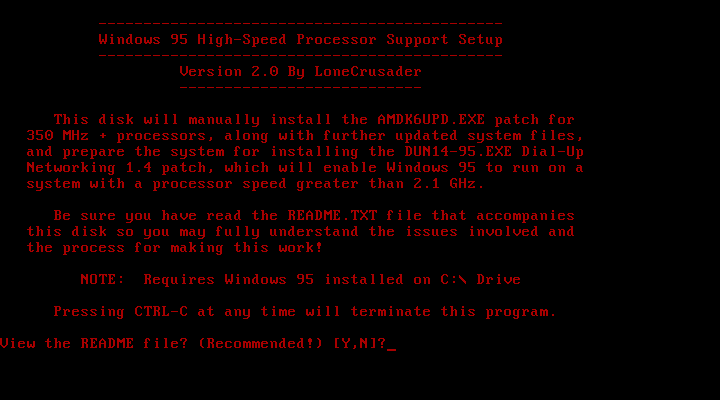 ---------------------------------------------
Windows 95 High-Speed Processor Support Setup
---------------------------------------------
Version 2.0 By LoneCrusader
---------------------------
This disk will manually install the AMDK6UPD.EXE patch for
350 MHz + processors, along with further updated system files,
and prepare the system for installing the DUN14-95.EXE Dial-Up
Networking 1.4 patch, which will enable Windows 95 to run on a
system with a processor speed greater than 2.1 GHz.
Be sure you have read the README.TXT file that accompanies
this disk so you may fully understand the issues involved and
the process for making this work!
NOTE:  Requires Windows 95 installed on C:\ Drive
Pressing CTRL-C at any time will terminate this program.
View the README file? (Recommended!) [Y,N]?_